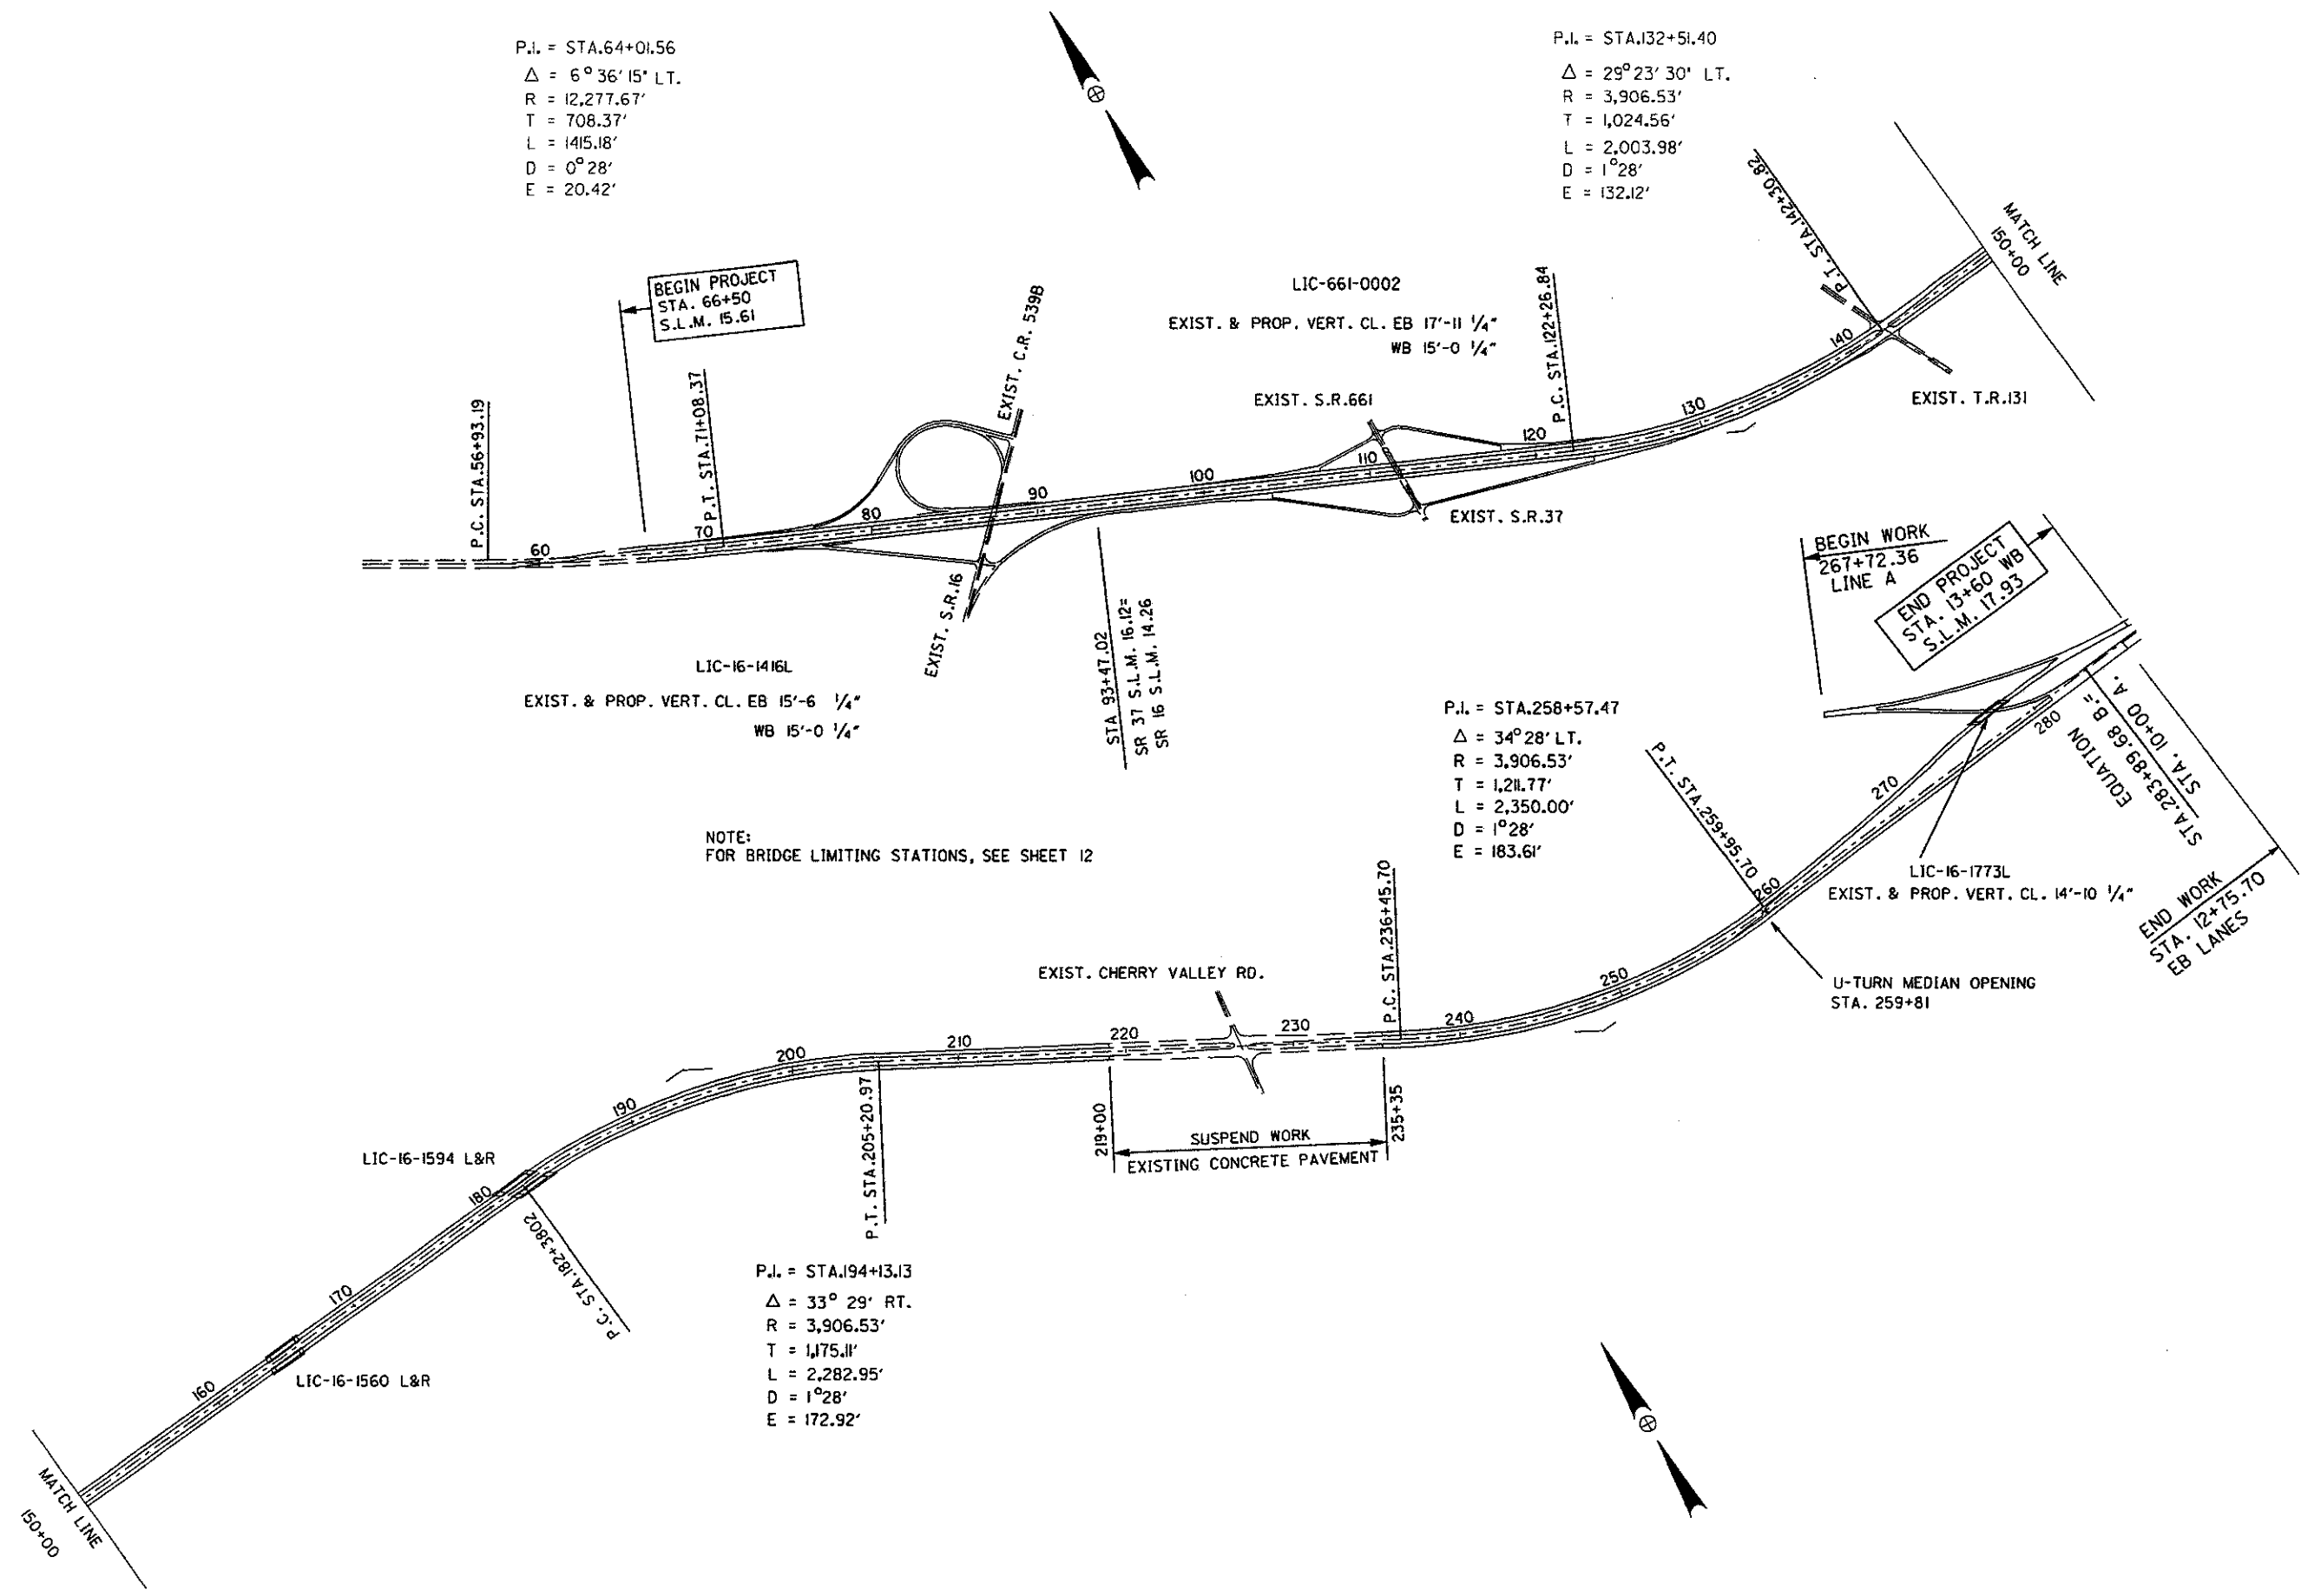 P.I. = STA.64+01.56
Δ = 6°36'15" LT.
R = 12,277.67'
T = 708.37'
L = 1415.18'
D = 0°28'
E = 20.42'
P.I. = STA.132+51.40
Δ = 29°23'30" LT.
R = 3,906.53'
T = 1,024.56'
L = 2,003.98'
D = 1°28'
E = 132.12'
BEGIN PROJECT
STA. 66+50
S.L.M. 15.61
P.C. STA.56+93.19
P.T. STA.71+08.37
EXIST. C.R. 539B
LIC-661-0002
EXIST. & PROP. VERT. CL. EB 17'-11 1/4"
WB 15'-0 1/4"
EXIST. S.R.661
P.C. STA.122+26.84
P.T. STA.142+30.82
MATCH LINE
150+00
EXIST. T.R.131
60
70
80
90
100
110
120
130
140
EXIST. S.R.37
EXIST. S.R.16
STA 93+47.02
SR 37 S.L.M. 16.12=
SR 16 S.L.M. 14.26
LIC-16-1416L
EXIST. & PROP. VERT. CL. EB 15'-6 1/4"
WB 15'-0 1/4"
BEGIN WORK
267+72.36
LINE A
END PROJECT
STA. 13+60 WB
S.L.M. 17.93
P.I. = STA.258+57.47
Δ = 34°28' LT.
R = 3,906.53'
T = 1,211.77'
L = 2,350.00'
D = 1°28'
E = 183.61'
NOTE:
FOR BRIDGE LIMITING STATIONS, SEE SHEET 12
P.T. STA.259+95.70
EQUATION
STA.283+89.68 B.=
STA. 10+00 A.
LIC-16-1773L
EXIST. & PROP. VERT. CL. 14'-10 1/4"
END WORK
STA. 12+75.70
EB LANES
U-TURN MEDIAN OPENING
STA. 259+81
P.C. STA.236+45.70
EXIST. CHERRY VALLEY RD.
150+00
MATCH LINE
160
170
180
190
200
210
220
230
240
250
260
270
280
LIC-16-1594 L&R
LIC-16-1560 L&R
P.C. STA.182+3802
P.T. STA.205+20.97
219+00
SUSPEND WORK
EXISTING CONCRETE PAVEMENT
235+35
P.I. = STA.194+13.13
Δ = 33° 29' RT.
R = 3,906.53'
T = 1,175.11'
L = 2,282.95'
D = 1°28'
E = 172.92'